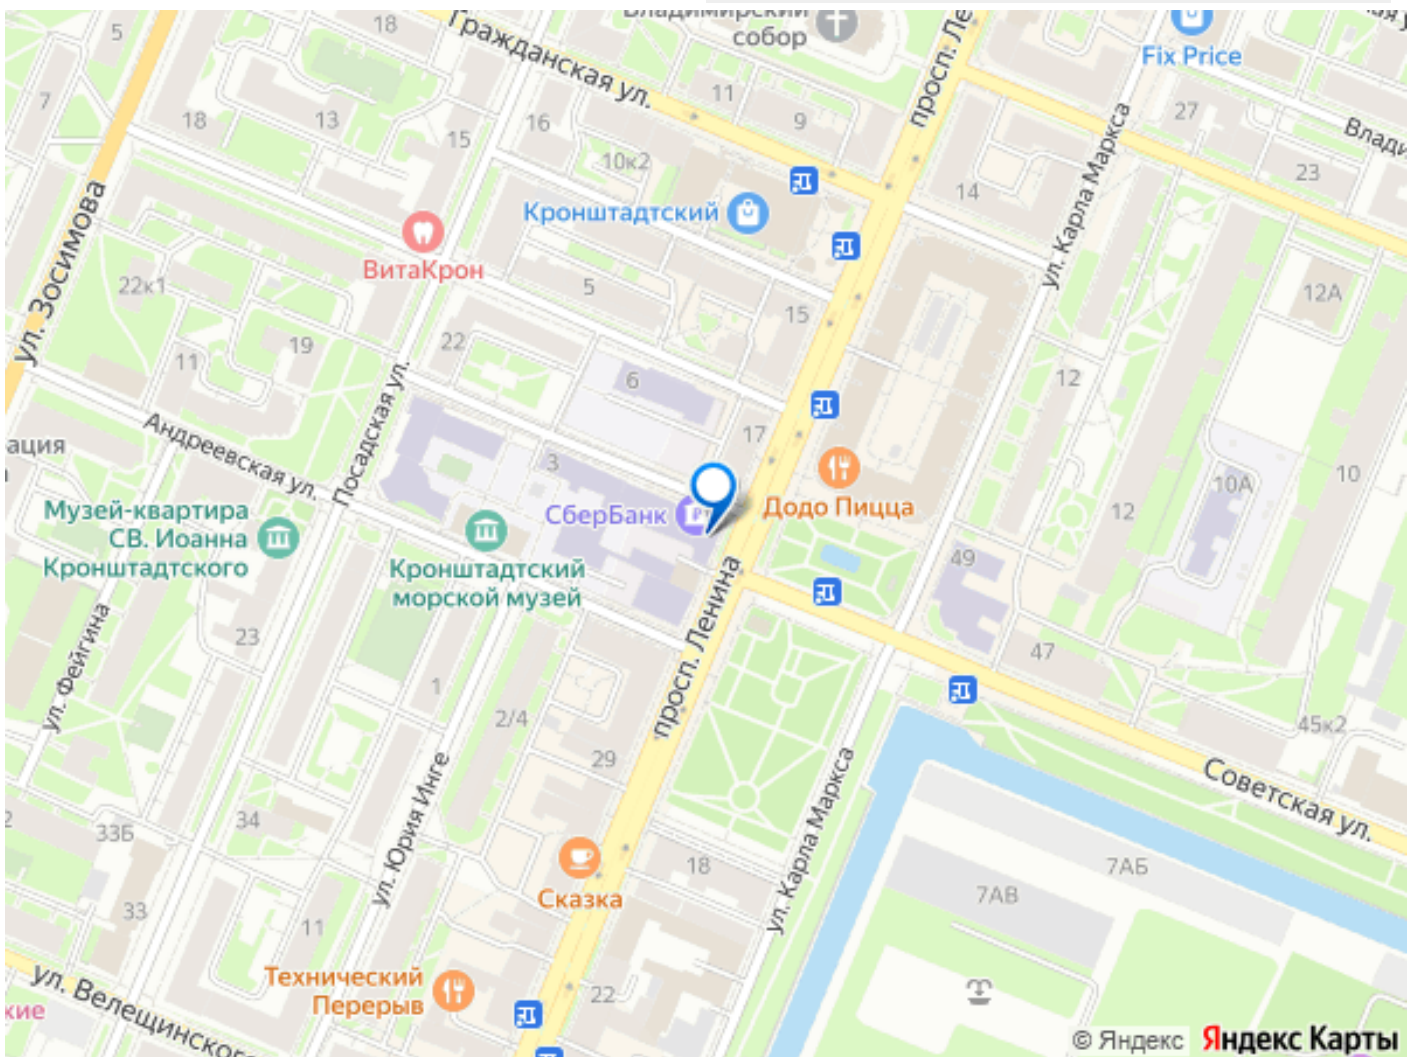 Владимирский
собор
Fix Price
Гражданская ул.
просп. Ле
18
5
7
18
13
15
16
11
9
10к2
14
27
Влади
23
ул. Карла Маркса
Кронштадтский
ВитаКрон
ул. Зосимова
22к1
5
15
12А
11
19
22
6
12
Посадская ул.
Андреевская ул.
ация
17
3
10
10А
12
СберБанк
Додо Пицца
Музей-квартира
СВ. Иоанна
Кронштадтского
Кронштадтский
морской музей
49
47
просп. Ленина
ул. Фейгина
23
1
2/4
29
45к2
Советская ул.
ул. Юрия Инге
ул. Карла Маркса
2
33Б
34
18
7АБ
7АВ
Сказка
33
11
Технический
Перерыв
22
ул. Велещинского
кие
© Яндекс Яндекс Карты